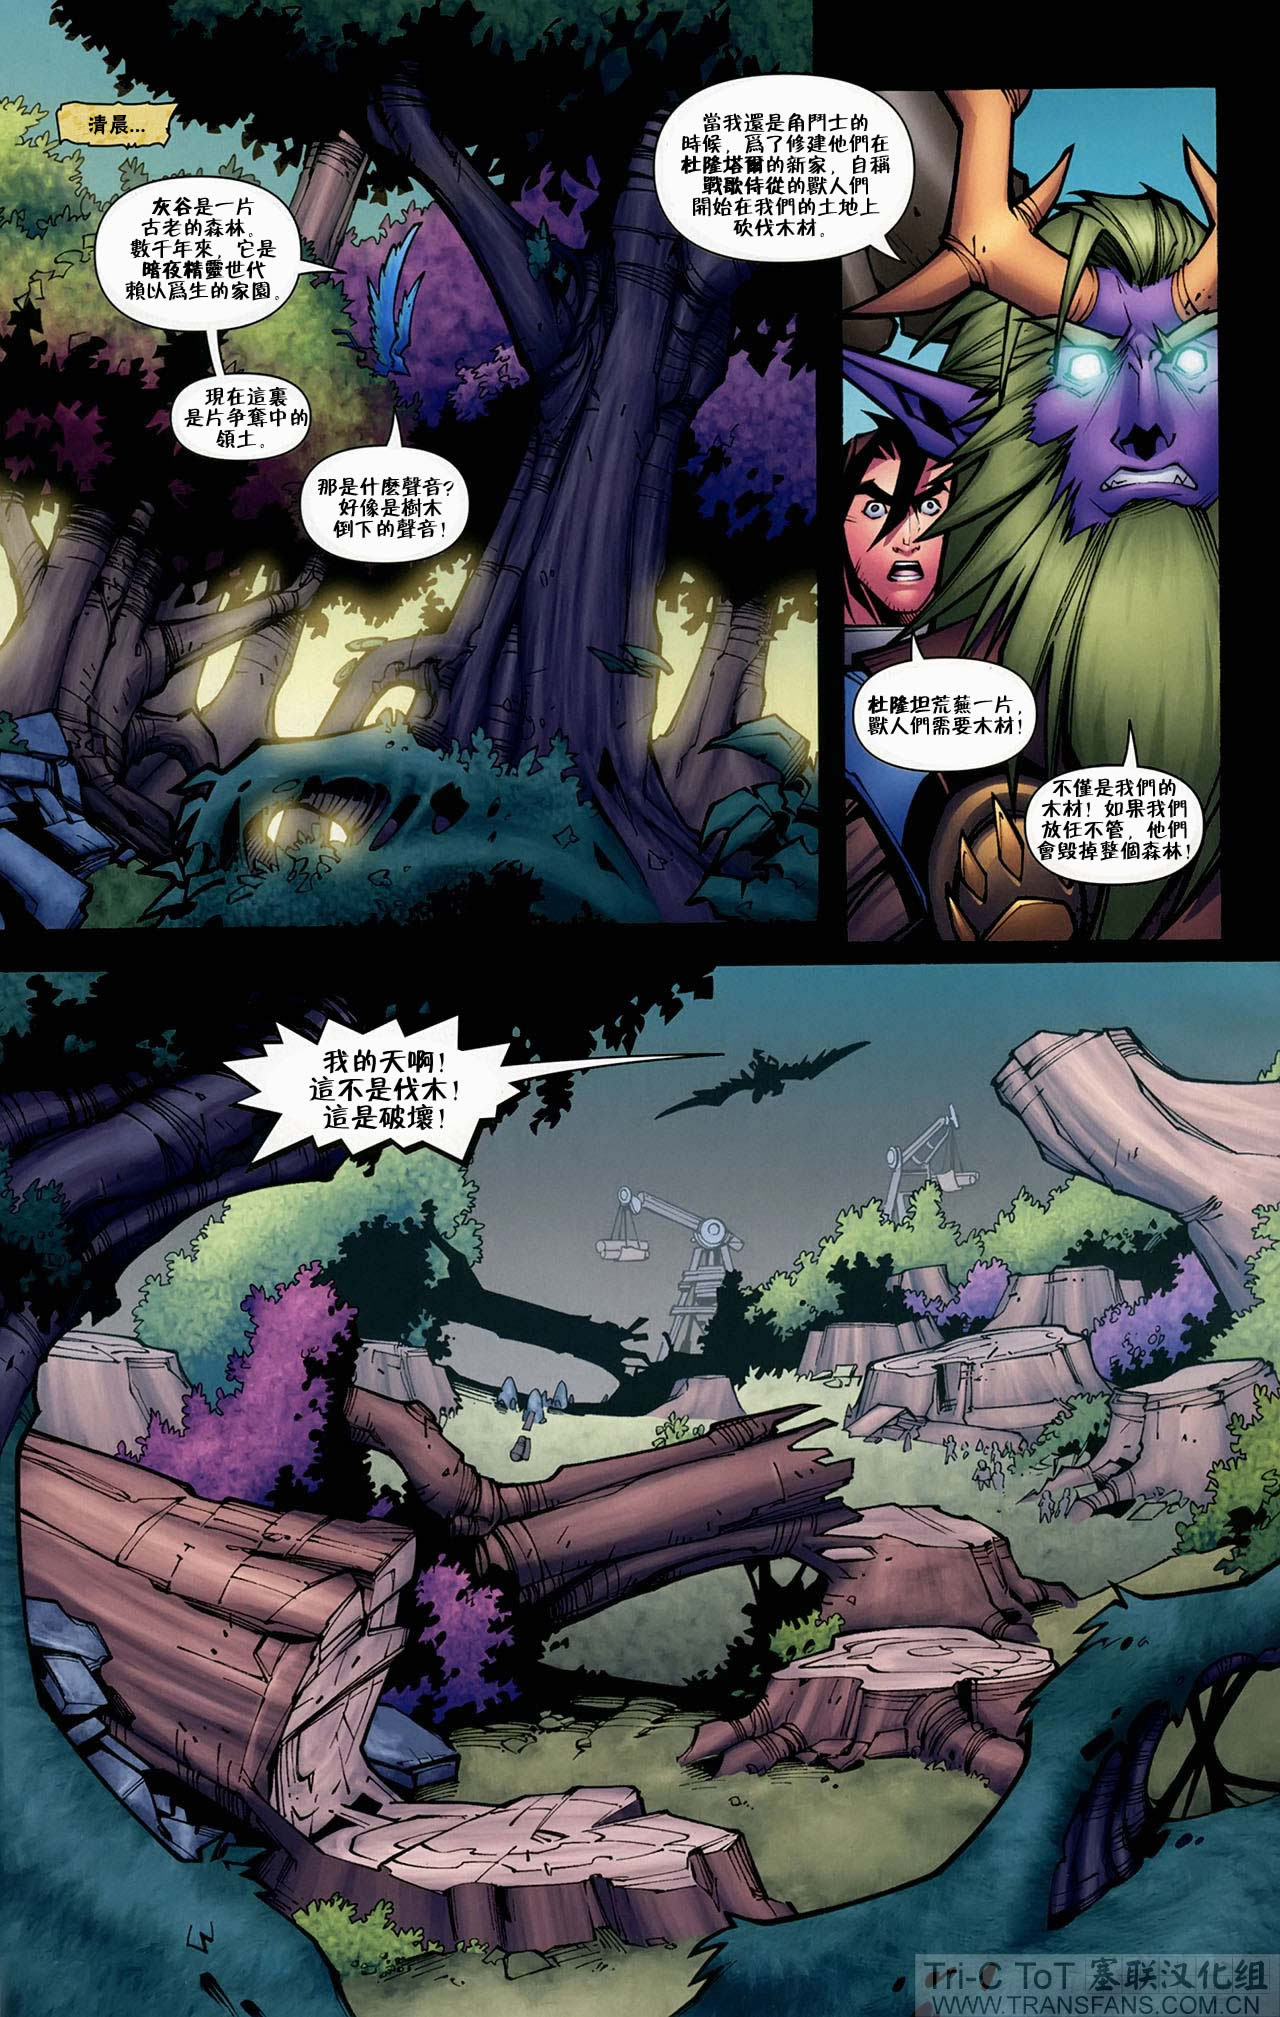 清晨...
灰谷是一片
古老的森林。
數千年來，它是
暗夜精靈世代
賴以爲生的家園。
現在這裏
是片爭奪中的
領土。
那是什麽聲音?
好像是樹木
倒下的聲音!
當我還是角鬥士的
時候，爲了修建他們在
杜隆塔爾的新家，自稱
戰歌侍從的獸人們
開始在我們的土地上
砍伐木材。
杜隆坦荒蕪一片，
獸人們需要木材!
不僅是我們的
木材! 如果我們
放任不管，他們
會毀掉整個森林!
我的天啊!
這不是伐木!
這是破壞!
Tri-C ToT 塞联汉化组
WWW.TRANSFANS.COM.CN